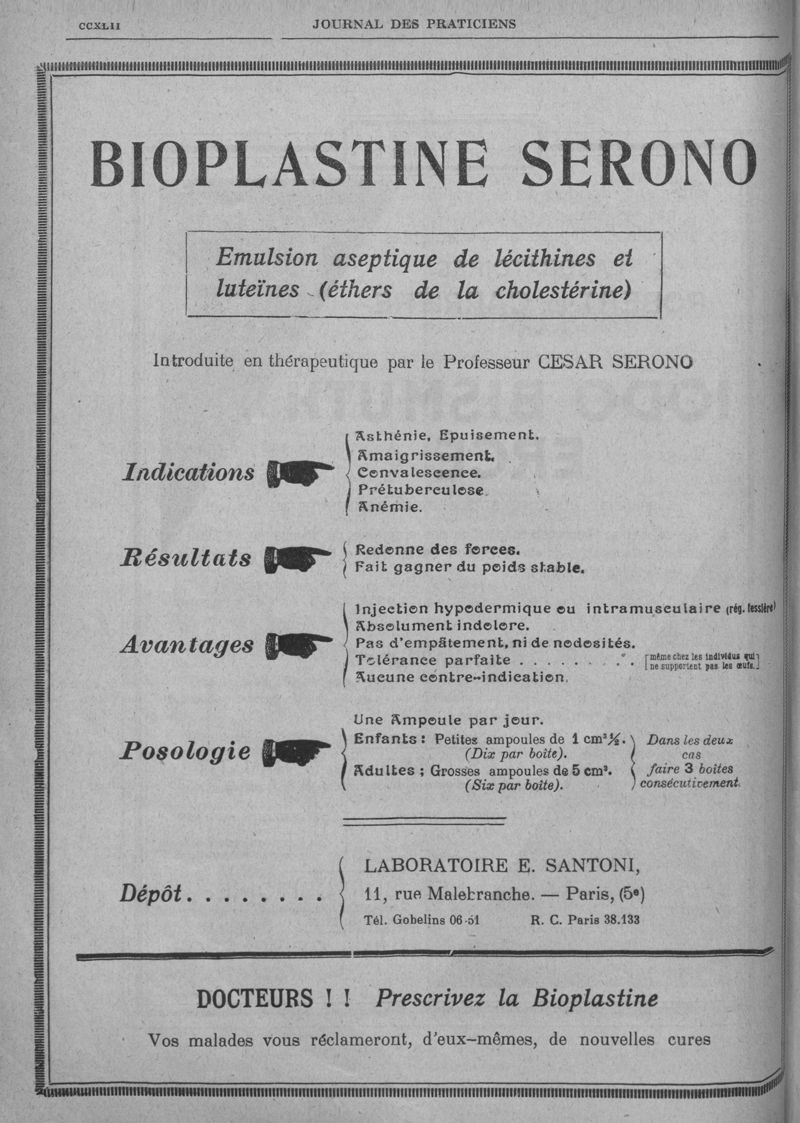 CCXLII
JOURNAL DES PRATICIENS
BIOPLASTINE SERONO
Emulsion aseptique de lécithines et
luteïnes (éthers de la cholestérine)
Introduite en thérapeutique par le Professeur CESAR SERONO
Indications
Asthénie, Epuisement.
Amaigrissement.
Convalescence.
Prétuberculose.
Anémie.
Résultats
Redonne des forces.
Fait gagner du poids stable.
Avantages
Injection hypodermique ou intramusculaire (rég. fessière)
Absolument indolore.
Pas d'empâtement, ni de nodosités.
Tolérance parfaite . . . . . . . . . [même chez les individus qui
ne supportent pas les œufs.]
Aucune contre-indication.
Posologie
Une Ampoule par jour.
Enfants : Petites ampoules de 1 cm³ ½.
(Dix par boîte).
Adultes ; Grosses ampoules de 5 cm³.
(Six par boîte).
Dans les deux
cas
faire 3 boîtes
consécutivement.
Dépôt. . . . . . . . .
LABORATOIRE E. SANTONI,
11, rue Malebranche. — Paris, (5e)
Tél. Gobelins 06-51 R. C. Paris 38.133
DOCTEURS ! ! Prescrivez la Bioplastine
Vos malades vous réclameront, d'eux-mêmes, de nouvelles cures